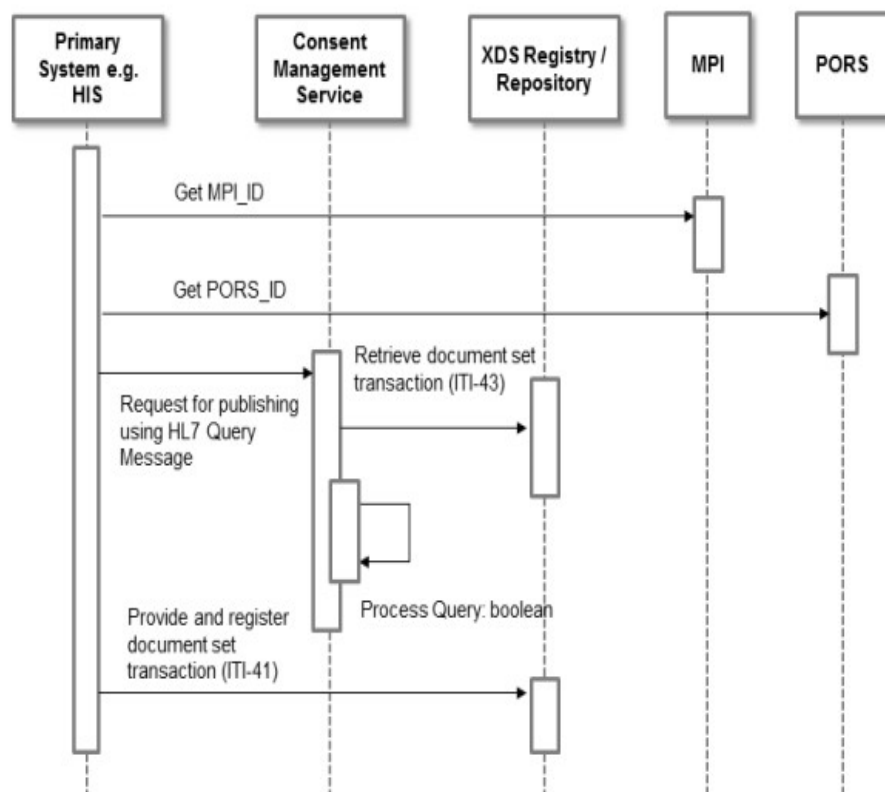 Primary
System e.g.
HIS
Consent
Management
Service
XDS Registry /
Repository
MPI
PORS
Get MPI_ID
Get PORS_ID
Retrieve document set
transaction (ITI-43)
Request for publishing
using HL7 Query
Message
Process Query: boolean
Provide and register
document set
transaction (ITI-41)